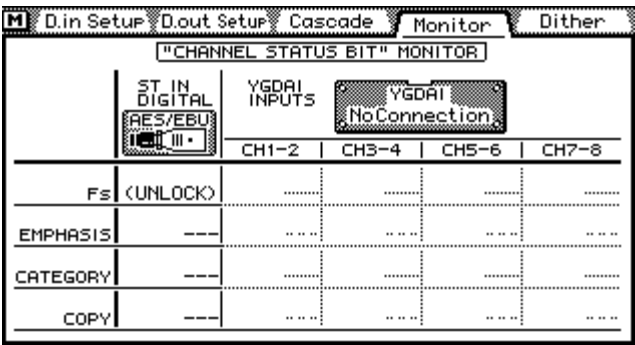 M D.in Setup D.out Setup Cascade Monitor Dither
"CHANNEL STATUS BIT" MONITOR
ST IN DIGITAL
AES/EBU
YGDAI INPUTS
YGDAI NoConnection
CH1-2 | CH3-4 | CH5-6 | CH7-8
Fs (UNLOCK) -------- -------- -------- --------
EMPHASIS --- --- --- --- ---
CATEGORY --- -------- -------- -------- --------
COPY --- --- --- --- ---